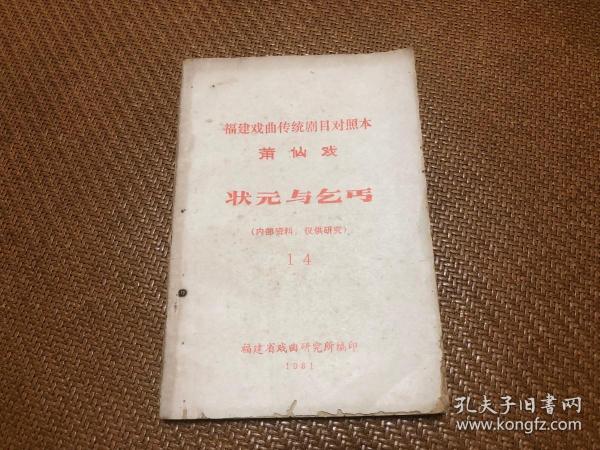 福建戏曲传统剧目对照本
莆仙戏
状元与乞丐
(内部资料，仅供研究)
14
福建省戏曲研究所编印
1981
孔夫子旧书网
www.kongfz.com